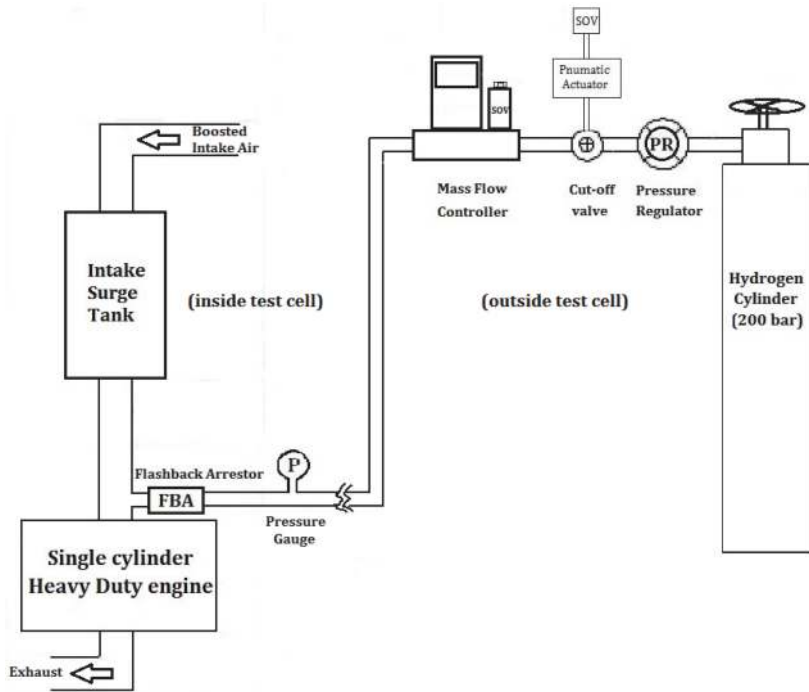 SOV
Pnumatic
Actuator
SOV
Boosted
Intake Air
PR
Mass Flow
Controller
Cut-off
valve
Pressure
Regulator
Intake
Surge
Tank
(inside test cell)
(outside test cell)
Hydrogen
Cylinder
(200 bar)
P
Flashback Arrestor
FBA
Pressure
Gauge
Single cylinder
Heavy Duty engine
Exhaust